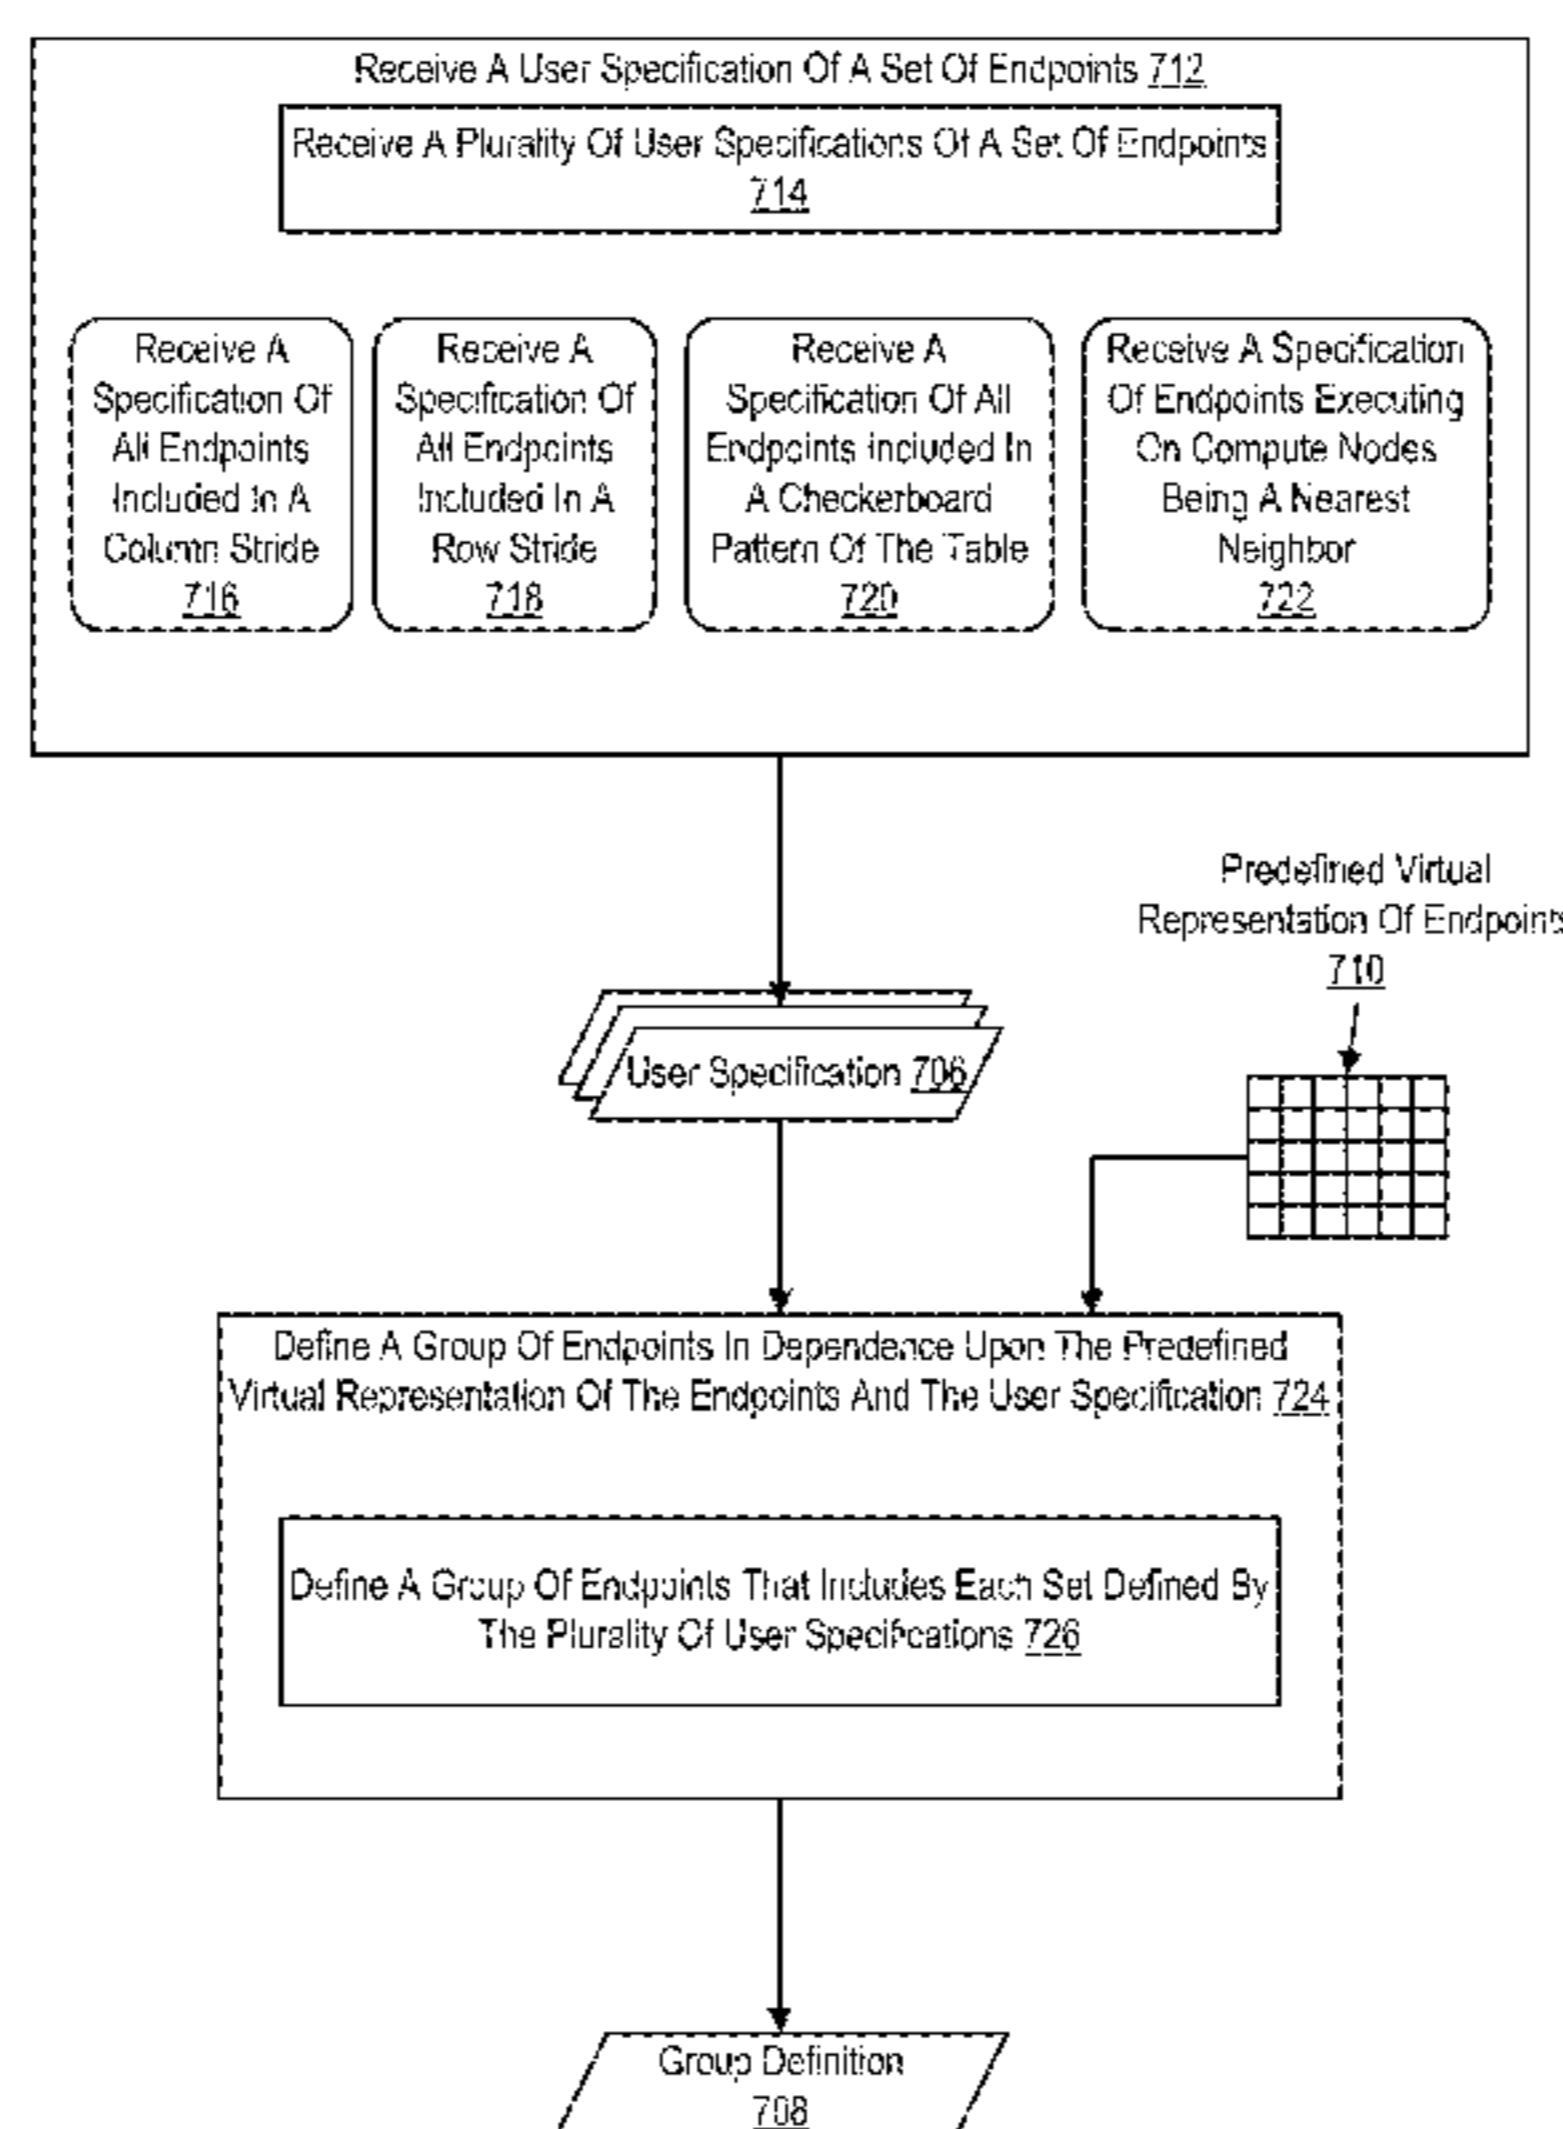 Receive A User Specification Of A Set Of Endpoints 712
Receive A Plurality Of User Specifications Of A Set Of Endpoints
714
Receive A
Specification Of
All Endpoints
Included In A
Column Stride
716
Receive A
Specification Of
All Endpoints
Included In A
Row Stride
718
Receive A
Specification Of All
Endpoints Included In
A Checkerboard
Pattern Of The Table
720
Receive A Specification
Of Endpoints Executing
On Compute Nodes
Being A Nearest
Neighbor
722
Predefined Virtual
Representation Of Endpoints
710
User Specification 706
Define A Group Of Endpoints In Dependence Upon The Predefined
Virtual Representation Of The Endpoints And The User Specification 724
Define A Group Of Endpoints That Includes Each Set Defined By
The Plurality Of User Specifications 726
Group Definition
708